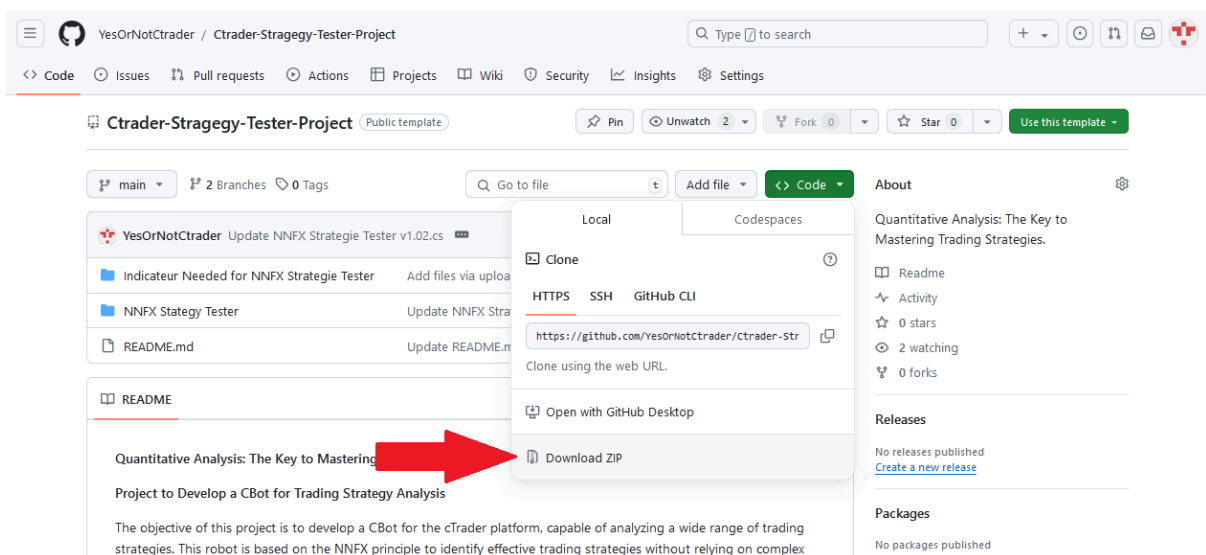 YesOrNotCtrader / Ctrader-Stragegy-Tester-Project
Type / to search
Code Issues Pull requests Actions Projects Wiki Security Insights Settings
Ctrader-Stragegy-Tester-Project Public template
Pin Unwatch 2 Fork 0 Star 0 Use this template
main 2 Branches 0 Tags Go to file t Add file Code
YesOrNotCtrader Update NNFX Strategie Tester v1.02.cs
Indicateur Needed for NNFX Strategie Tester Add files via uploa
NNFX Stategy Tester Update NNFX Stra
README.md Update README.m
README
Quantitative Analysis: The Key to Mastering
Project to Develop a CBot for Trading Strategy Analysis
The objective of this project is to develop a CBot for the cTrader platform, capable of analyzing a wide range of trading
strategies. This robot is based on the NNFX principle to identify effective trading strategies without relying on complex
Local Codespaces
Clone
HTTPS SSH GitHub CLI
https://github.com/YesOrNotCtrader/Ctrader-Str
Clone using the web URL.
Open with GitHub Desktop
Download ZIP
About
Quantitative Analysis: The Key to
Mastering Trading Strategies.
Readme
Activity
0 stars
2 watching
0 forks
Releases
No releases published
Create a new release
Packages
No packages published